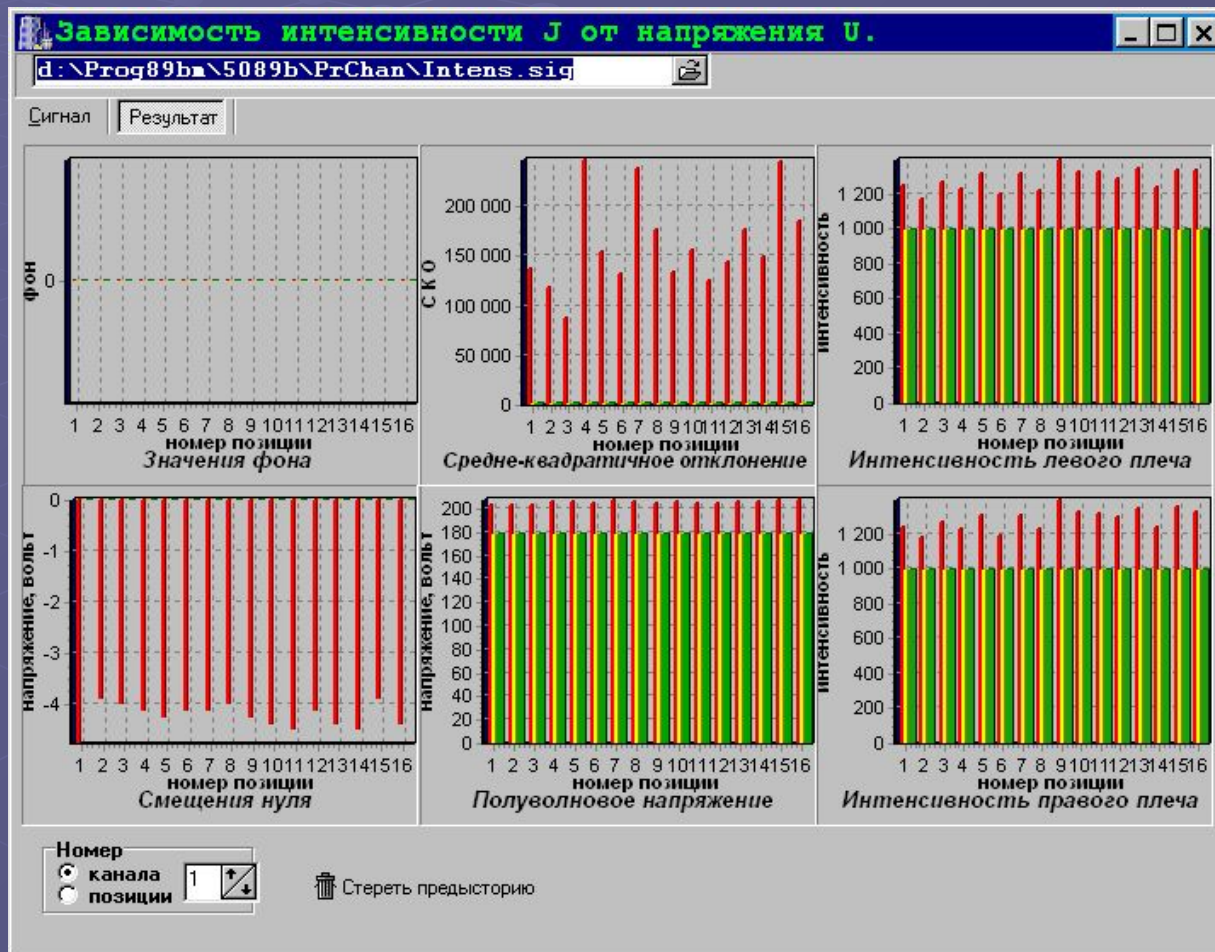 Зависимость интенсивности J от напряжения U.
d:\Prog89bm\5089b\PrChan\Intens.sig
Сигнал
Результат
фон
0
1 2 3 4 5 6 7 8 9 10 11 12 13 14 15 16
номер позиции
Значения фона
С К О
200 000
150 000
100 000
50 000
0
1 2 3 4 5 6 7 8 9 10 11 12 13 14 15 16
номер позиции
Средне-квадратичное отклонение
интенсивность
1 200
1 000
800
600
400
200
0
1 2 3 4 5 6 7 8 9 10 11 12 13 14 15 16
номер позиции
Интенсивность левого плеча
напряжение, вольт
0
-1
-2
-3
-4
1 2 3 4 5 6 7 8 9 10 11 12 13 14 15 16
номер позиции
Смещения нуля
напряжение, вольт
200
180
160
140
120
100
80
60
40
20
0
1 2 3 4 5 6 7 8 9 10 11 12 13 14 15 16
номер позиции
Полуволновое напряжение
интенсивность
1 200
1 000
800
600
400
200
0
1 2 3 4 5 6 7 8 9 10 11 12 13 14 15 16
номер позиции
Интенсивность правого плеча
Номер
канала
позиции
1
Стереть предысторию